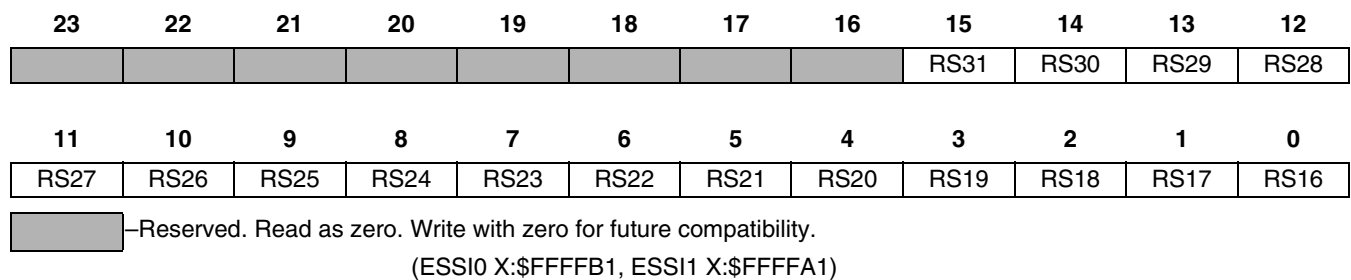 23 22 21 20 19 18 17 16 15 14 13 12
RS31 RS30 RS29 RS28
11 10 9 8 7 6 5 4 3 2 1 0
RS27 RS26 RS25 RS24 RS23 RS22 RS21 RS20 RS19 RS18 RS17 RS16
–Reserved. Read as zero. Write with zero for future compatibility.
(ESSI0 X:$FFFFB1, ESSI1 X:$FFFFA1)